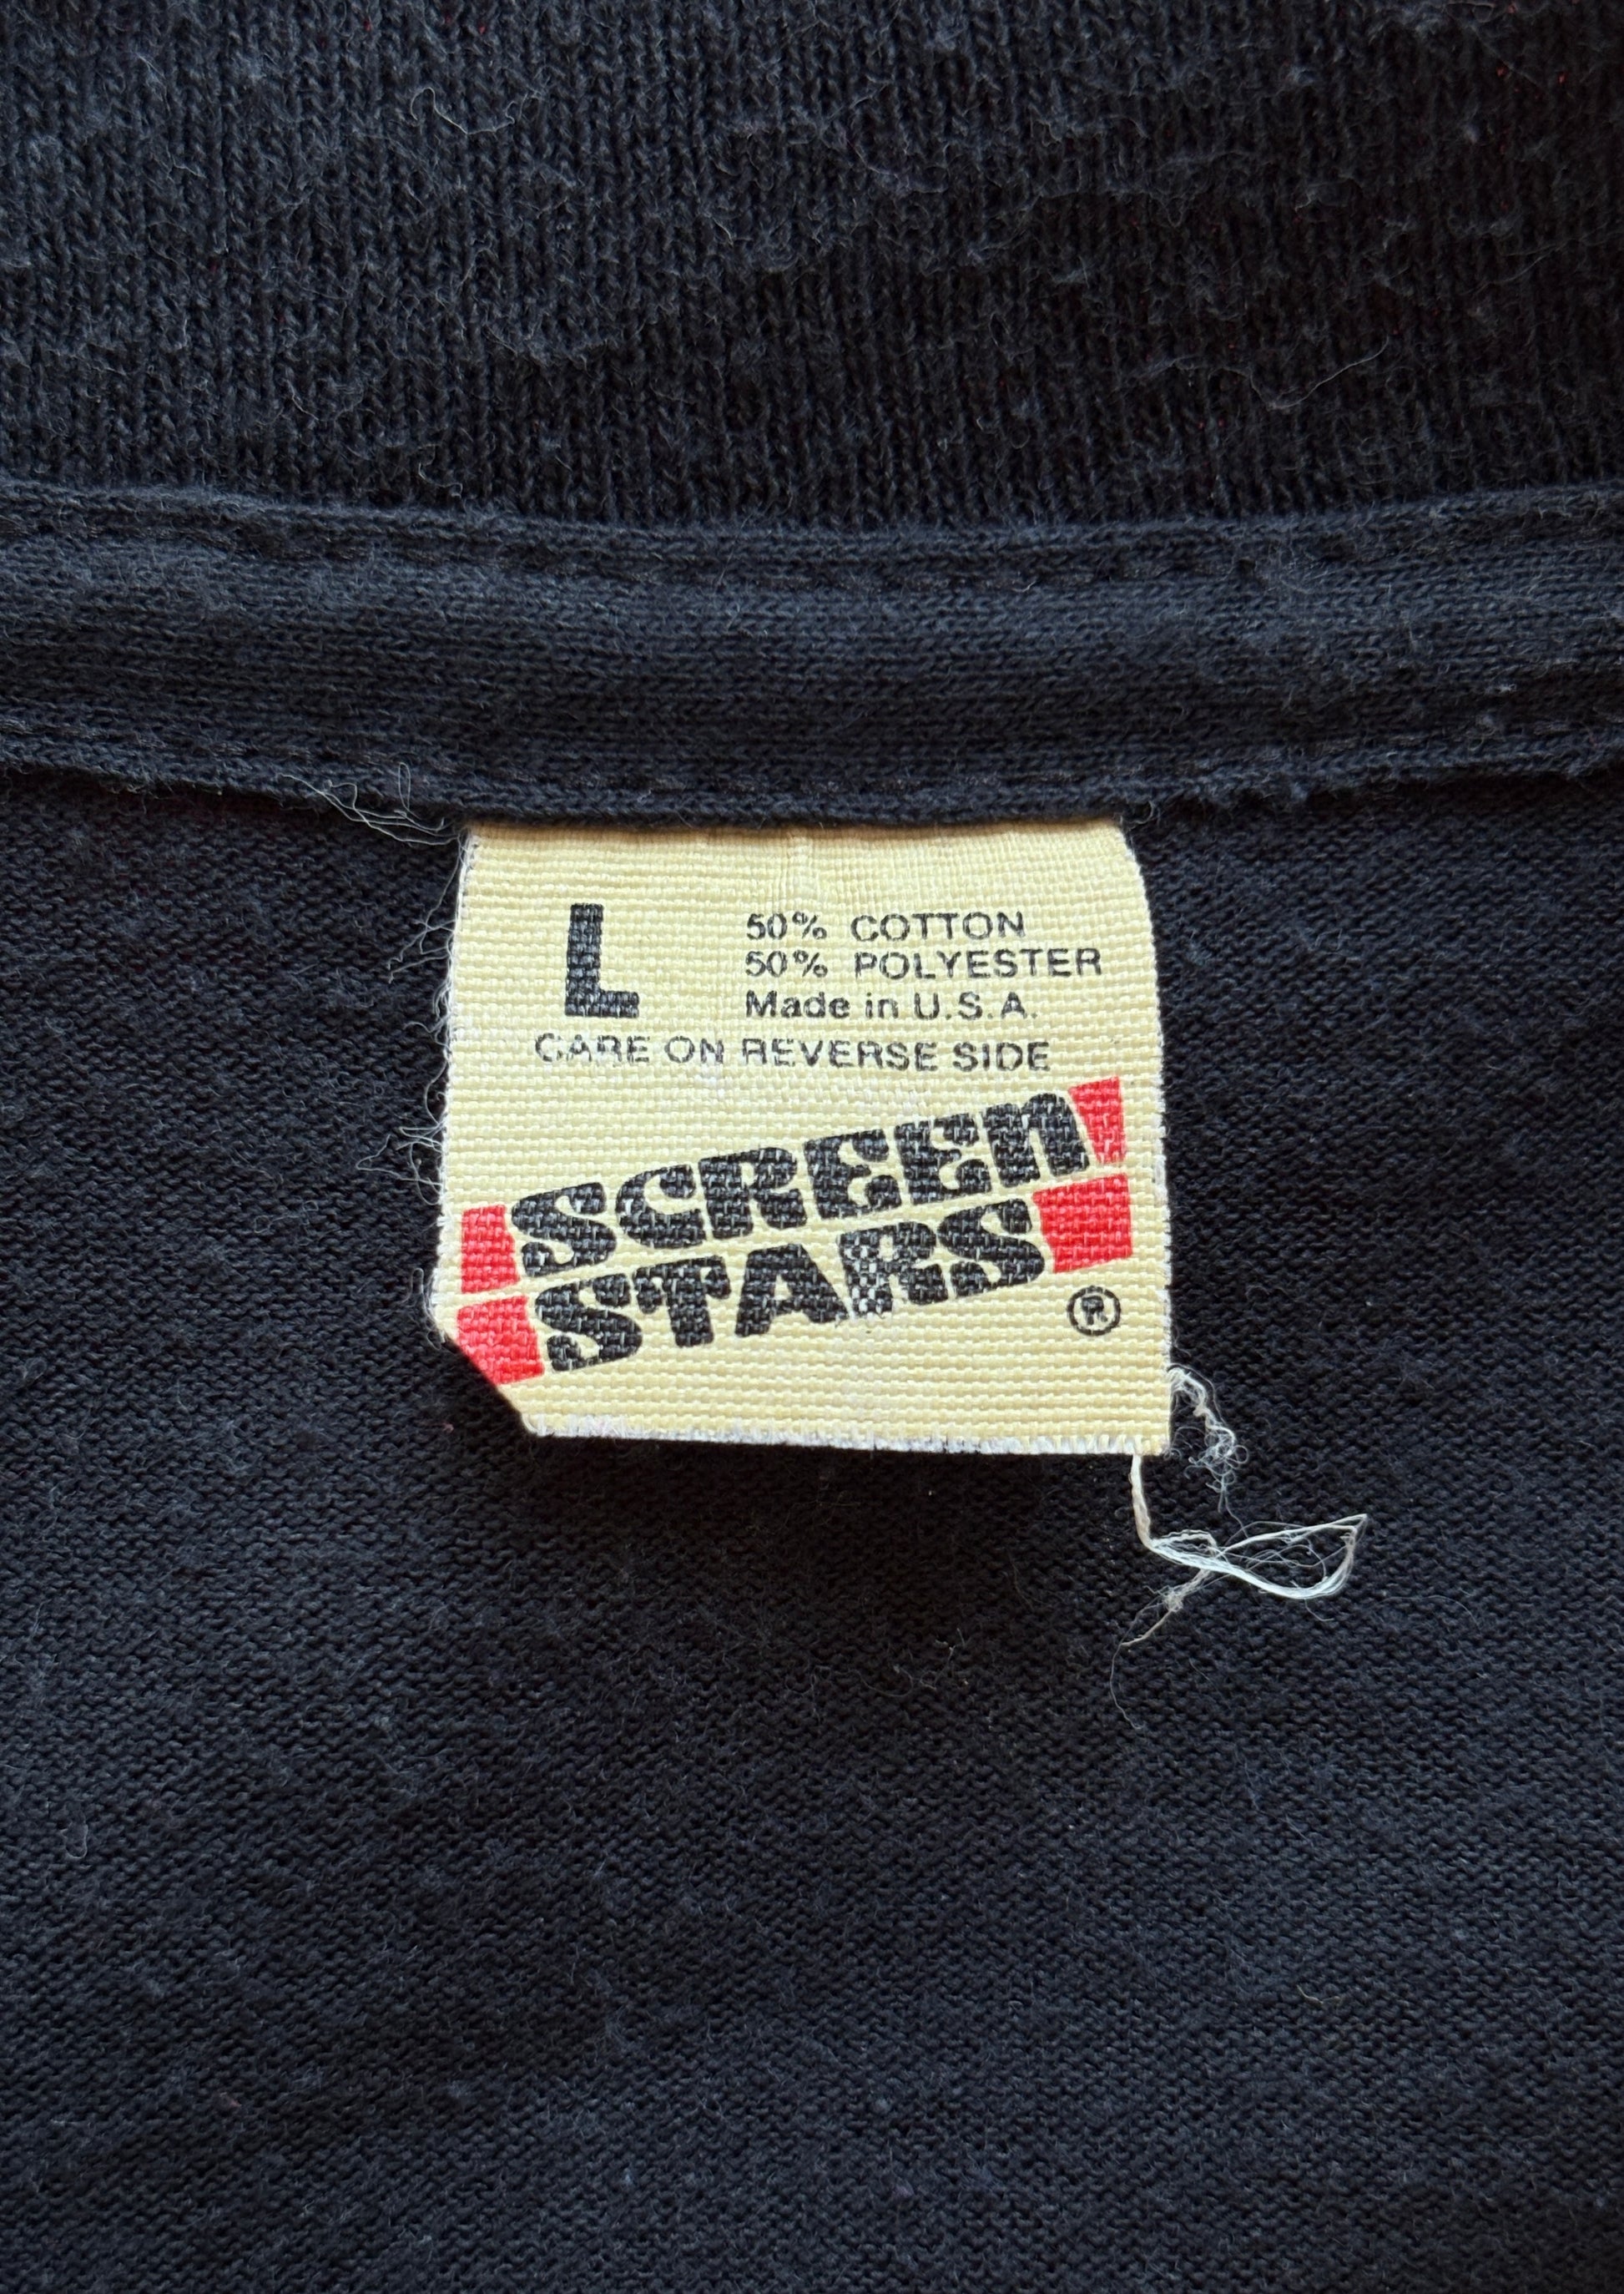 L
50% COTTON
50% POLYESTER
Made in U.S.A.
CARE ON REVERSE SIDE
SCREEn
STARS
®